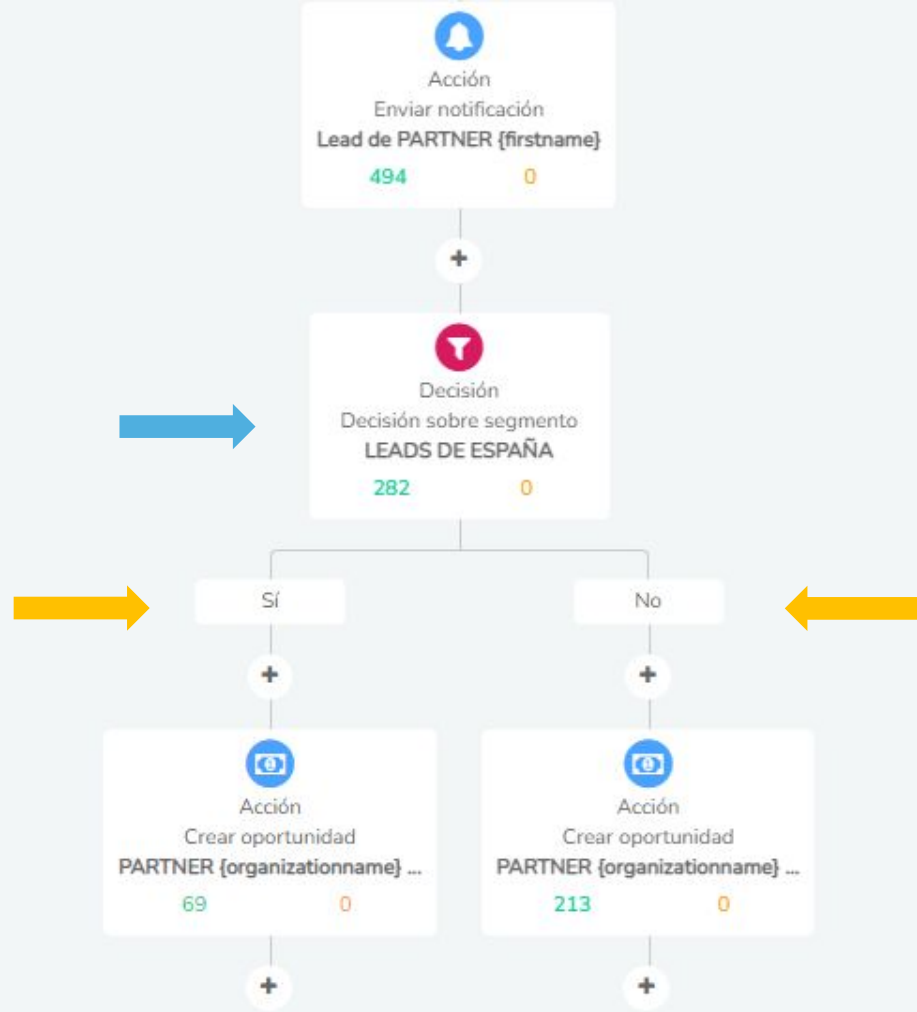 Acción
Enviar notificación
Lead de PARTNER {firstname}
494 0
Decisión
Decisión sobre segmento
LEADS DE ESPAÑA
282 0
Sí No
Acción
Crear oportunidad
PARTNER {organizationname} ...
69 0
Acción
Crear oportunidad
PARTNER {organizationname} ...
213 0